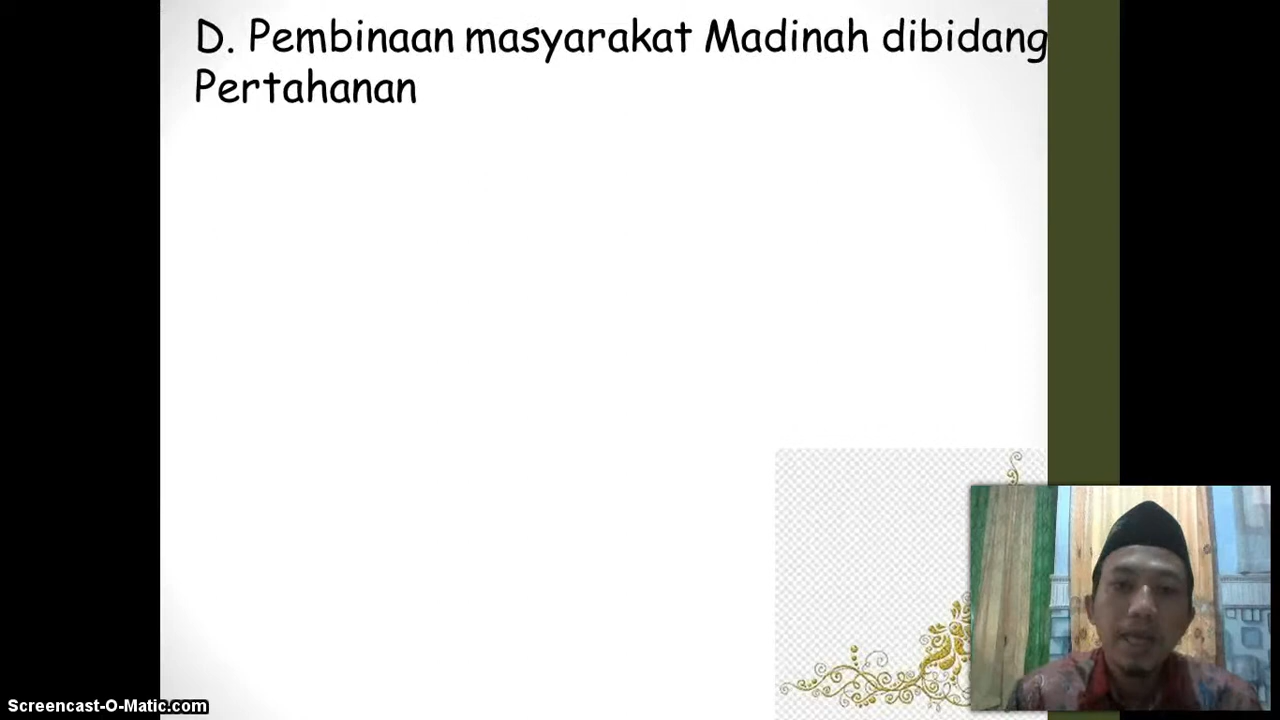 D. Pembinaan masyarakat Madinah dibidang
Pertahanan
Screencast-O-Matic.com